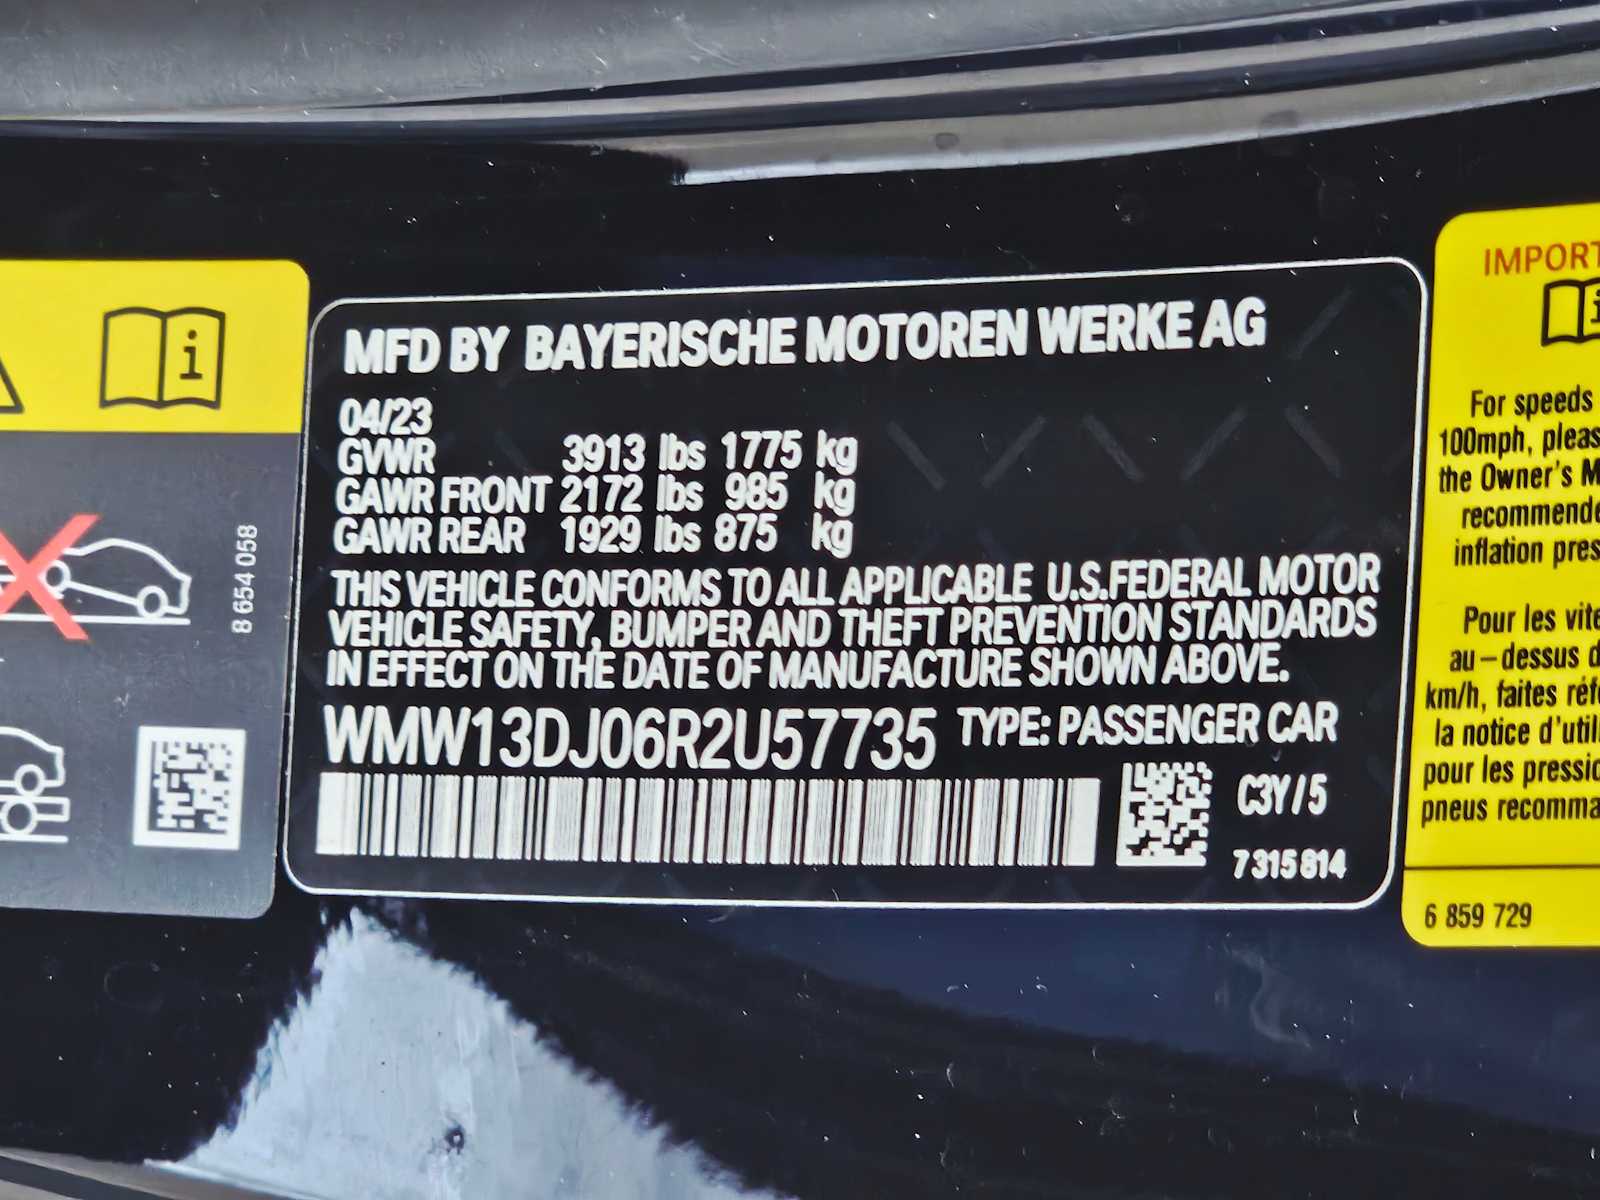 MFD BY BAYERISCHE MOTOREN WERKE AG
04/23
GVWR 3913 lbs 1775 kg
GAWR FRONT 2172 lbs 985 kg
GAWR REAR 1929 lbs 875 kg
THIS VEHICLE CONFORMS TO ALL APPLICABLE U.S.FEDERAL MOTOR
VEHICLE SAFETY, BUMPER AND THEFT PREVENTION STANDARDS
IN EFFECT ON THE DATE OF MANUFACTURE SHOWN ABOVE.
WMW13DJ06R2U57735 TYPE: PASSENGER CAR
C3Y/5
7315814
8 654 058
IMPORT
For speeds
100mph, pleas
the Owner's M
recommende
inflation pres
Pour les vite
au-dessus d
km/h, faites réfé
la notice d'util
pour les pressio
pneus recomma
6 859 729